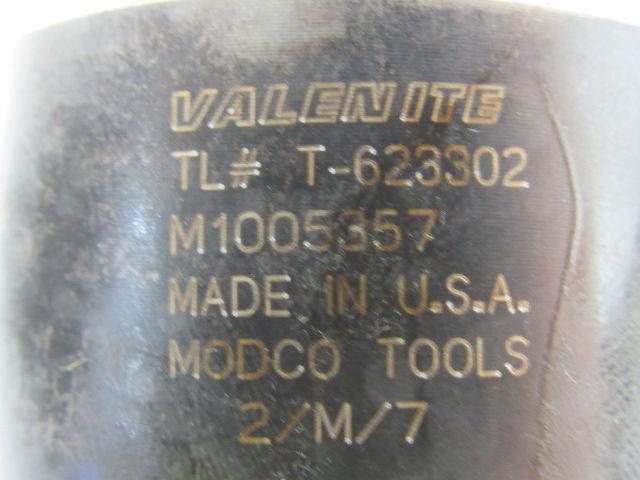 VALENITE
TL# T-623302
M1005357
MADE IN U.S.A.
MODCO TOOLS
2/M/7